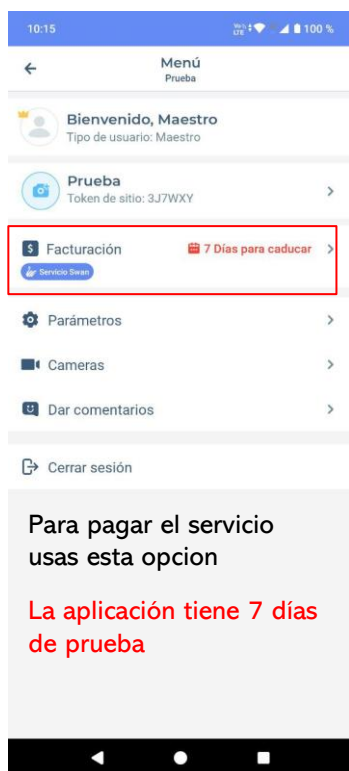 10:15
Vo)) LTE 100 %
Menú
Prueba
Bienvenido, Maestro
Tipo de usuario: Maestro
Prueba
Token de sitio: 3J7WXY
$ Facturación 7 Días para caducar
Servicio Swan
Parámetros
Cameras
Dar comentarios
Cerrar sesión
Para pagar el servicio
usas esta opcion
La aplicación tiene 7 días
de prueba